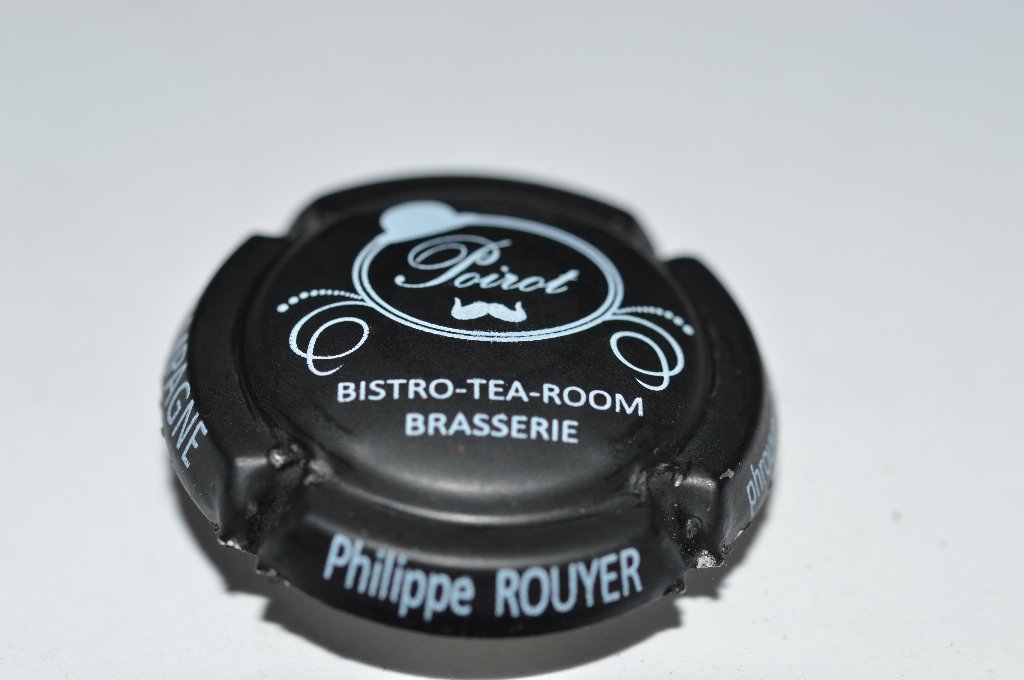 Poirot
BISTRO-TEA-ROOM
BRASSERIE
Philippe ROUYER